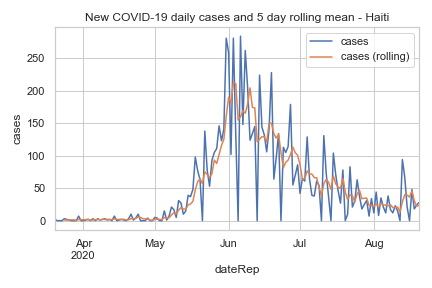 New COVID-19 daily cases and 5 day rolling mean - Haiti
cases
cases (rolling)
250
200
150
100
50
0
cases
Apr
2020
May
Jun
Jul
Aug
dateRep